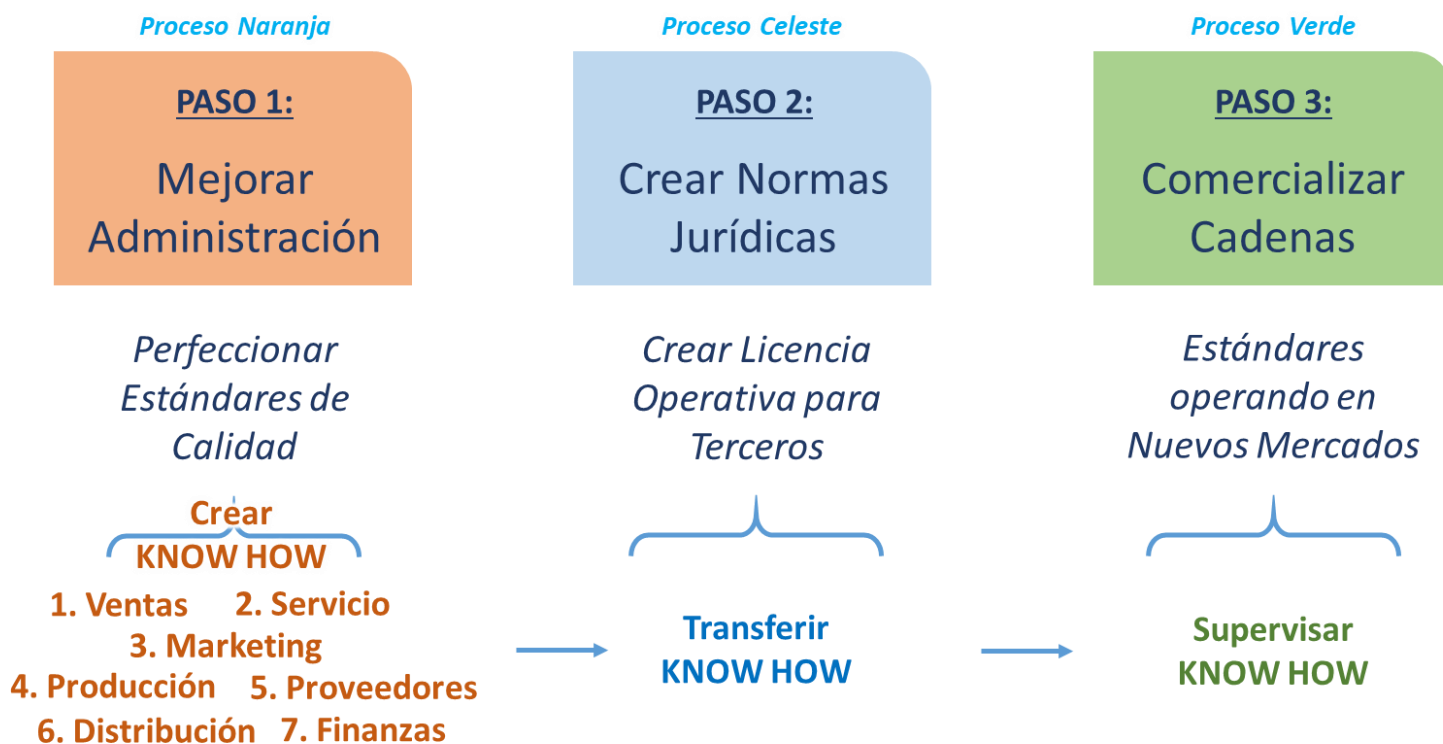 Proceso Naranja
PASO 1:
Mejorar
Administración
Perfeccionar
Estándares de
Calidad
Crear
KNOW HOW
1. Ventas 2. Servicio
3. Marketing
4. Producción 5. Proveedores
6. Distribución 7. Finanzas
Proceso Celeste
PASO 2:
Crear Normas
Jurídicas
Crear Licencia
Operativa para
Terceros
Transferir
KNOW HOW
Proceso Verde
PASO 3:
Comercializar
Cadenas
Estándares
operando en
Nuevos Mercados
Supervisar
KNOW HOW